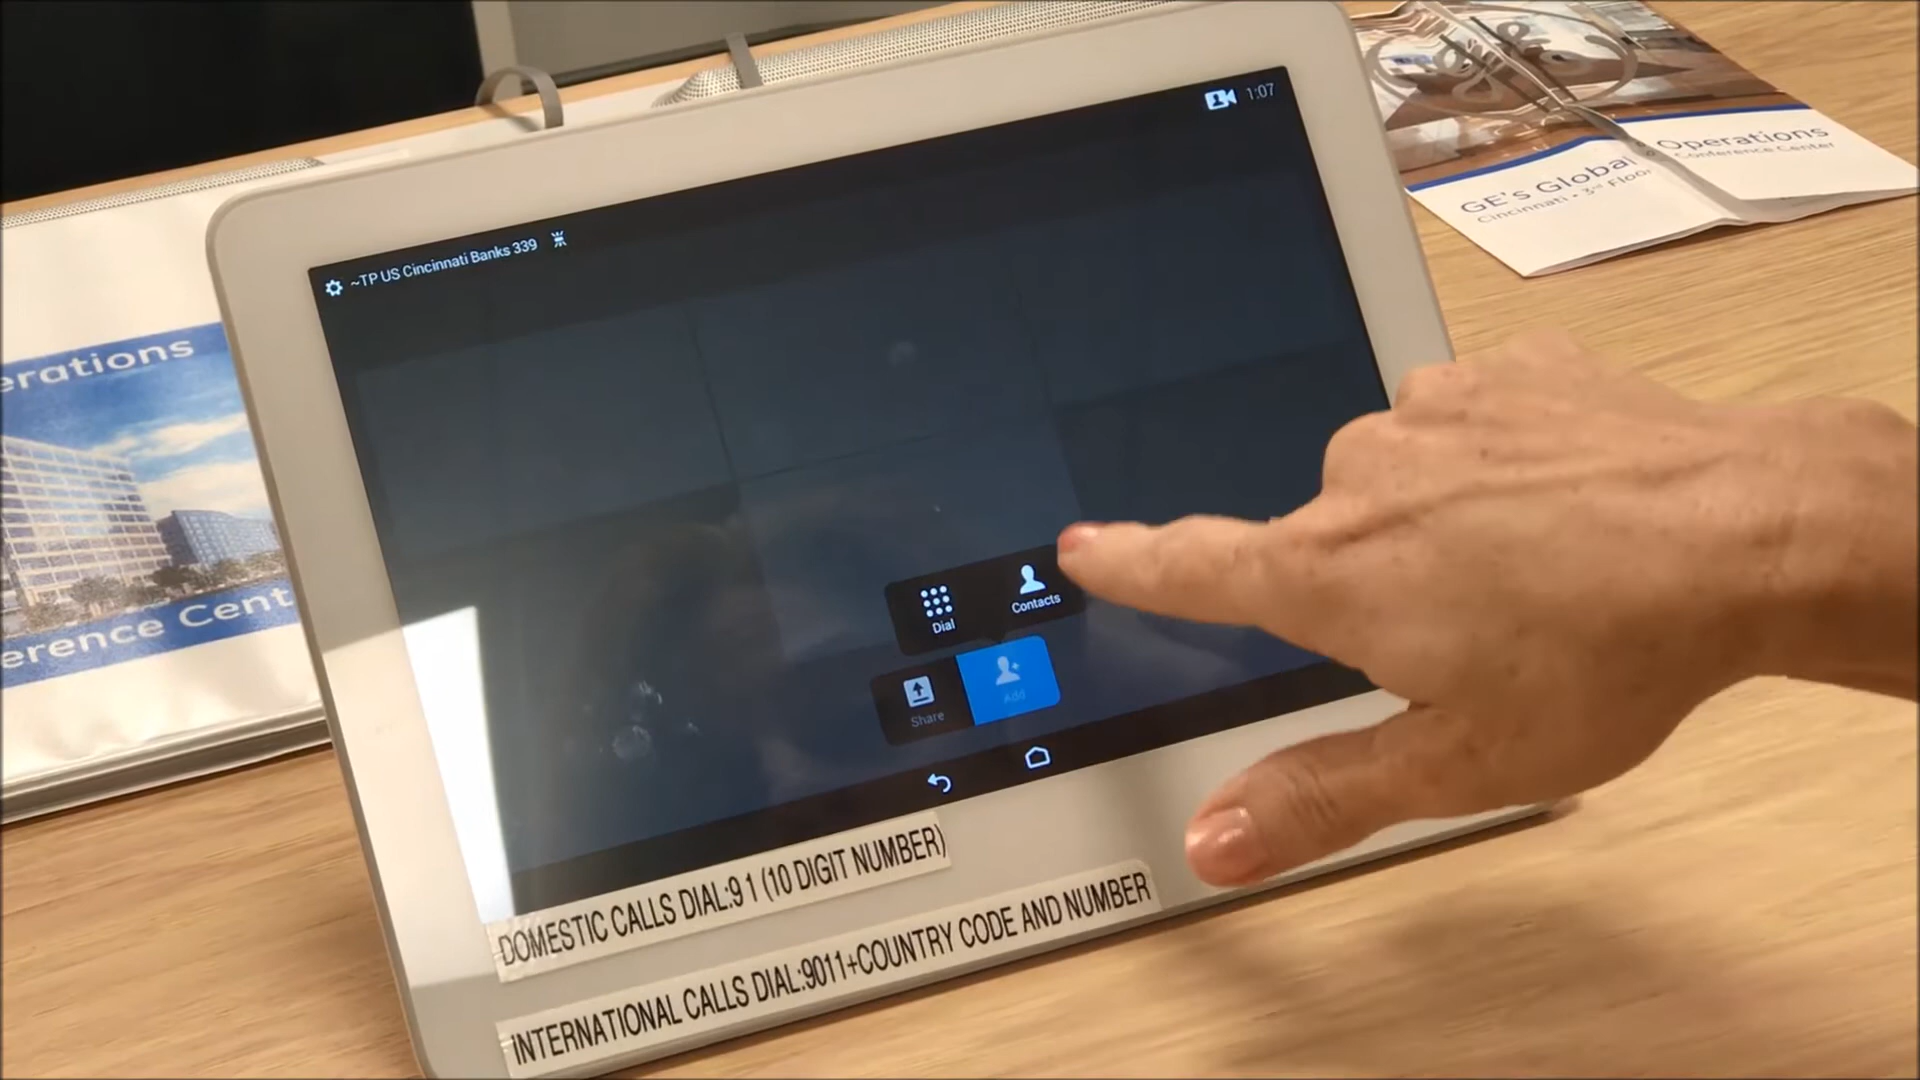 1:07
~TP US Cincinnati Banks 339
Dial
Contacts
Share
Add
DOMESTIC CALLS DIAL:9 1 (10 DIGIT NUMBER)
INTERNATIONAL CALLS DIAL:9011+COUNTRY CODE AND NUMBER
erations
erence Cent
GE's Global Operations
Cincinnati • 3rd Floor Conference Center